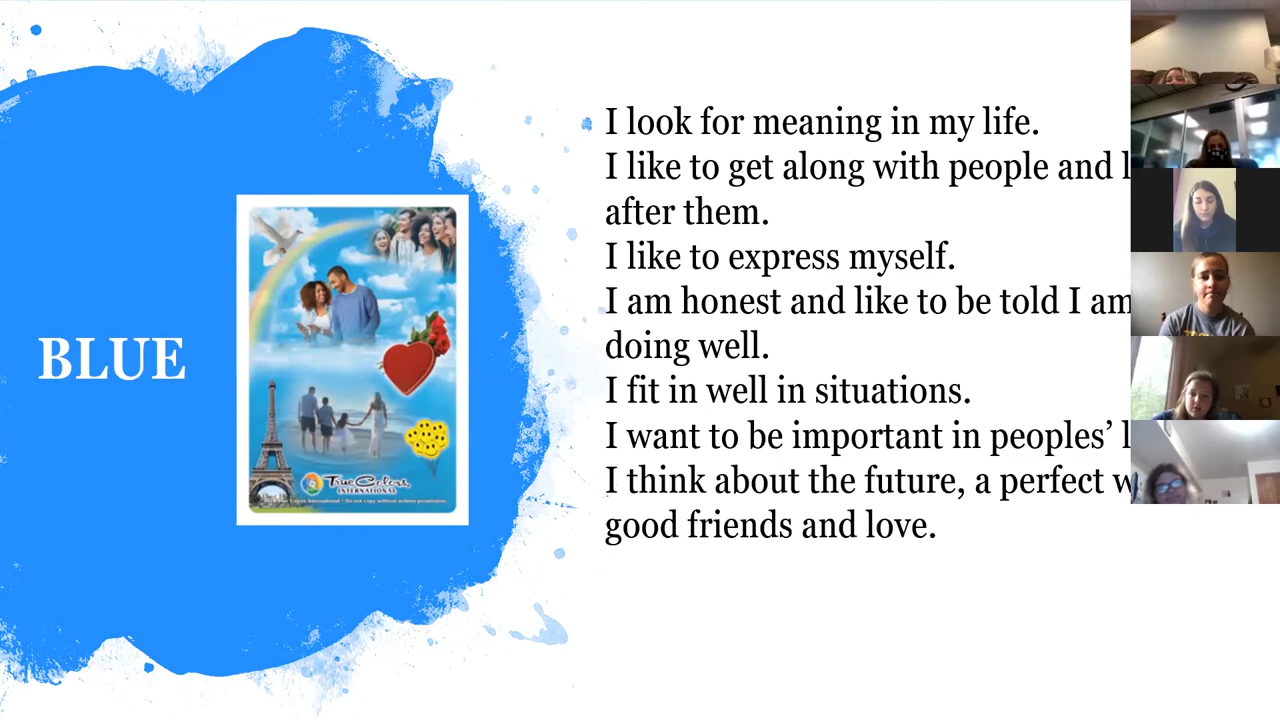 BLUE
True Colors
INTERNATIONAL
I look for meaning in my life.
I like to get along with people and
after them.
I like to express myself.
I am honest and like to be told I am
doing well.
I fit in well in situations.
I want to be important in peoples’
I think about the future, a perfect
good friends and love.